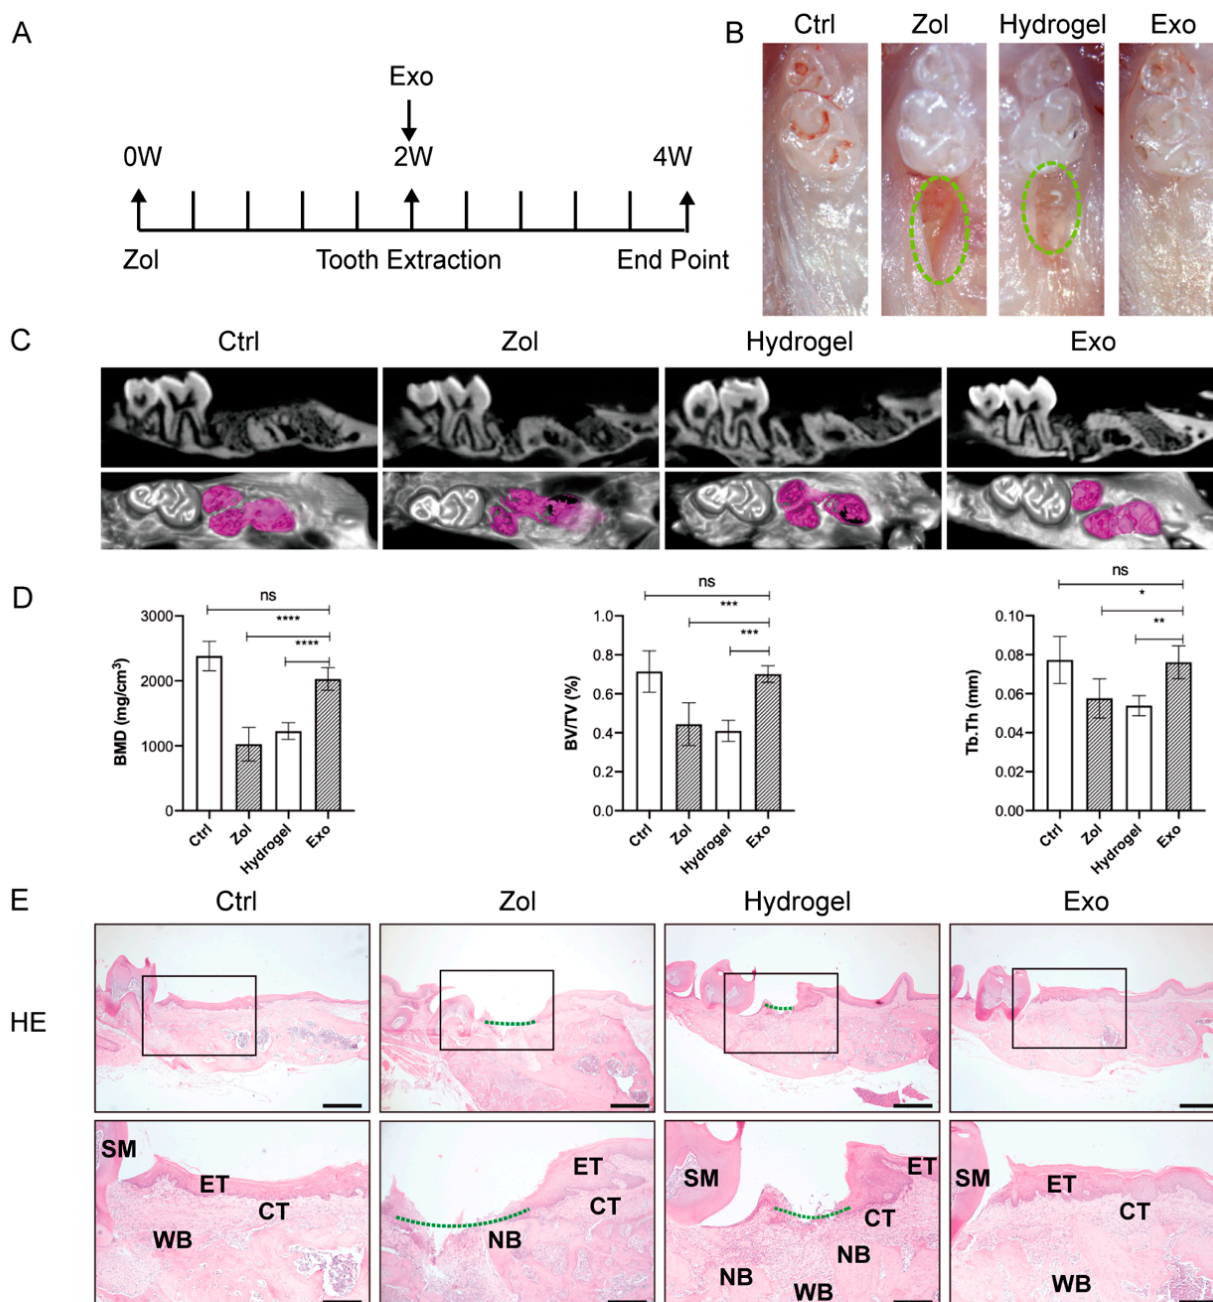 A
Exo
0W 2W 4W
Zol Tooth Extraction End Point
B
Ctrl Zol Hydrogel Exo
C
Ctrl Zol Hydrogel Exo
D
ns
****
****
3000
2000
1000
0
BMD (mg/cm³)
Ctrl Zol Hydrogel Exo
ns
***
***
1.0
0.8
0.6
0.4
0.2
0.0
BV/TV (%)
Ctrl Zol Hydrogel Exo
ns
*
**
0.10
0.08
0.06
0.04
0.02
0.00
Tb.Th (mm)
Ctrl Zol Hydrogel Exo
E
Ctrl Zol Hydrogel Exo
HE
SM
ET
CT
WB
ET
CT
NB
SM
ET
CT
NB
NB
WB
SM
ET
CT
WB